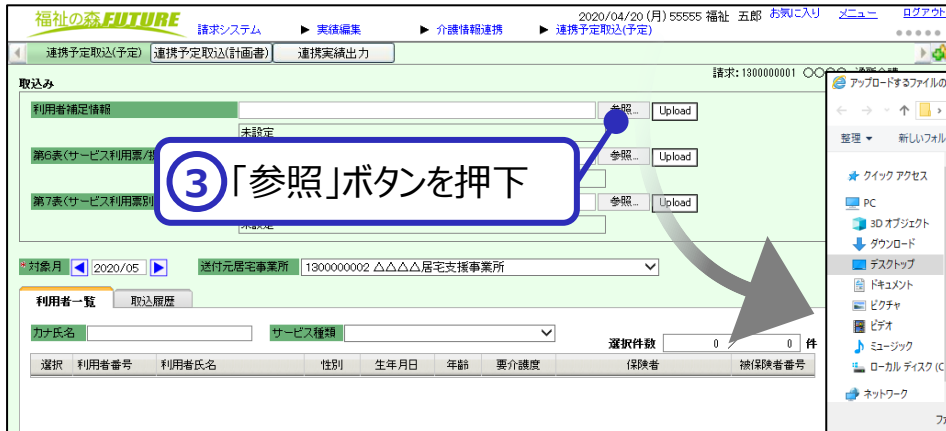 福祉の森FUTURE
請求システム ▶ 実績編集 ▶ 介護情報連携 ▶ 連携予定取込(予定)
2020/04/20(月) 55555 福祉 五郎 お気に入り メニュー ログアウト
連携予定取込(予定) 連携予定取込(計画書) 連携実績出力
請求:1300000001
取込み
アップロードするファイルの
利用者補足情報 参照... Upload
未設定
整理 ▼ 新しいフォル
第6表(サービス利用票/提 参照... Upload
③「参照」ボタンを押下
クイック アクセス
第7表(サービス利用票別 参照... Upload
PC
未設定
3D オブジェクト
ダウンロード
*対象月 2020/05 送付元居宅事業所 1300000002 △△△△居宅支援事業所
デスクトップ
ドキュメント
利用者一覧 取込履歴
ピクチャ
ビデオ
カナ氏名 サービス種類
選択件数 0 / 0 件
ミュージック
選択 利用者番号 利用者氏名 性別 生年月日 年齢 要介護度 保険者 被保険者番号
ローカル ディスク (C
ネットワーク